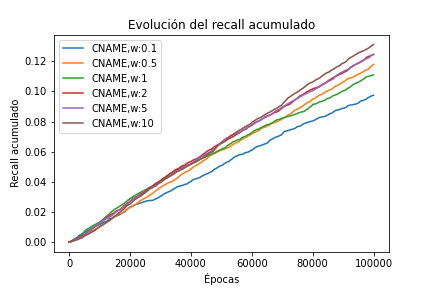 Evolución del recall acumulado
CNAME,w:0.1
CNAME,w:0.5
CNAME,w:1
CNAME,w:2
CNAME,w:5
CNAME,w:10
Recall acumulado
0.12
0.10
0.08
0.06
0.04
0.02
0.00
0 20000 40000 60000 80000 100000
Épocas